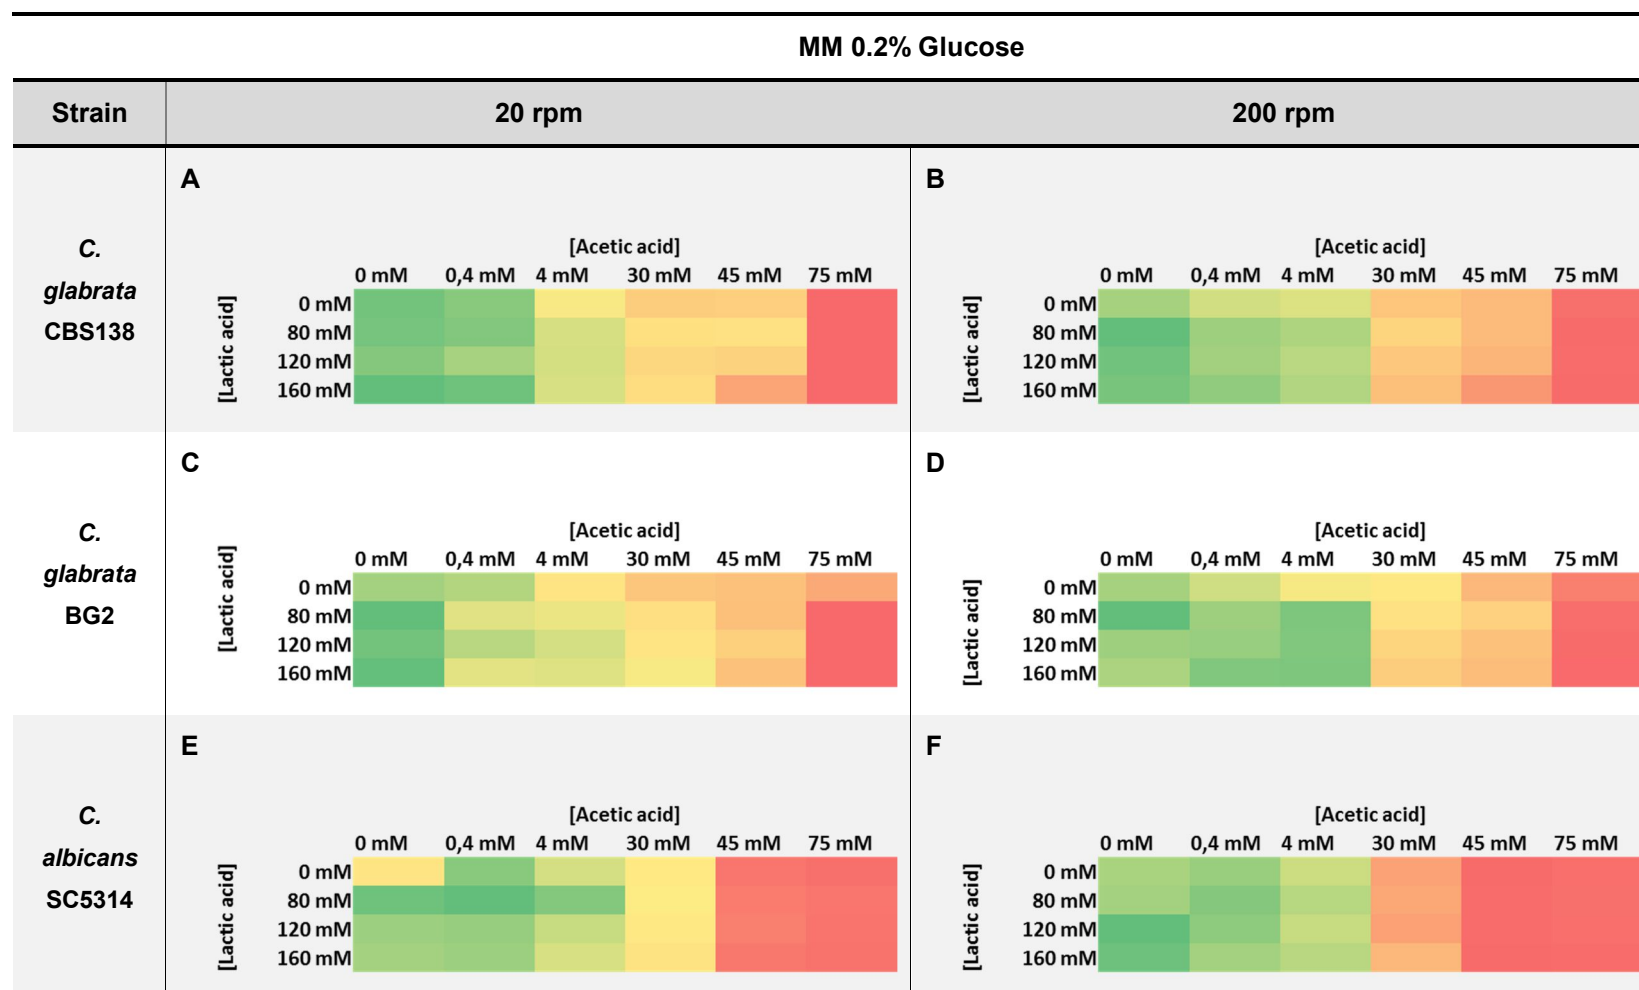 MM 0.2% Glucose
Strain
20 rpm
200 rpm
C.
glabrata
CBS138
A
[Acetic acid]
0 mM 0,4 mM 4 mM 30 mM 45 mM 75 mM
[Lactic acid]
0 mM
80 mM
120 mM
160 mM
B
[Acetic acid]
0 mM 0,4 mM 4 mM 30 mM 45 mM 75 mM
[Lactic acid]
0 mM
80 mM
120 mM
160 mM
C.
glabrata
BG2
C
[Acetic acid]
0 mM 0,4 mM 4 mM 30 mM 45 mM 75 mM
[Lactic acid]
0 mM
80 mM
120 mM
160 mM
D
[Acetic acid]
0 mM 0,4 mM 4 mM 30 mM 45 mM 75 mM
[Lactic acid]
0 mM
80 mM
120 mM
160 mM
C.
albicans
SC5314
E
[Acetic acid]
0 mM 0,4 mM 4 mM 30 mM 45 mM 75 mM
[Lactic acid]
0 mM
80 mM
120 mM
160 mM
F
[Acetic acid]
0 mM 0,4 mM 4 mM 30 mM 45 mM 75 mM
[Lactic acid]
0 mM
80 mM
120 mM
160 mM